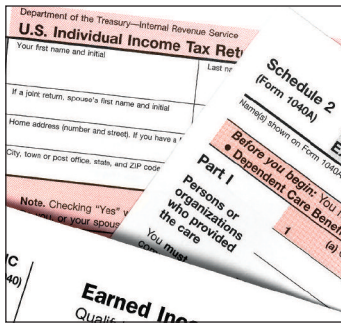 Department of the Treasury—Internal Revenue Service
U.S. Individual Income Tax
Your first name and initial
Last
If a joint return, spouse's first name and initial
Home address (number and street). If you have a
City, town or post office, state, and ZIP code
Note. Checking "Yes"
or your
Schedule 2
(Form 1040A)
Name(s) shown on Form 1040A
Before you begin: You
• Dependent Care
Part I
Persons or
organizations
who provided
the care
You must
1
(a)
Earned